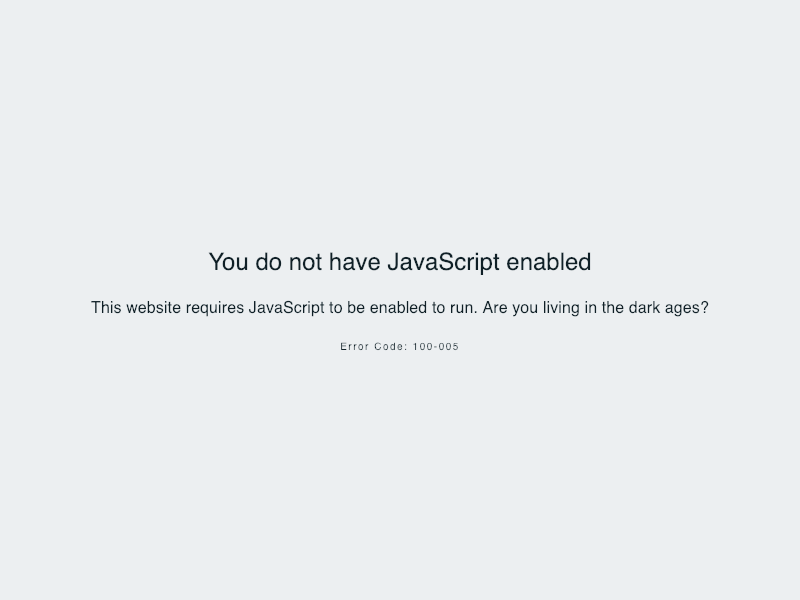 You do not have JavaScript enabled
This website requires JavaScript to be enabled to run. Are you living in the dark ages?
Error Code: 100-005